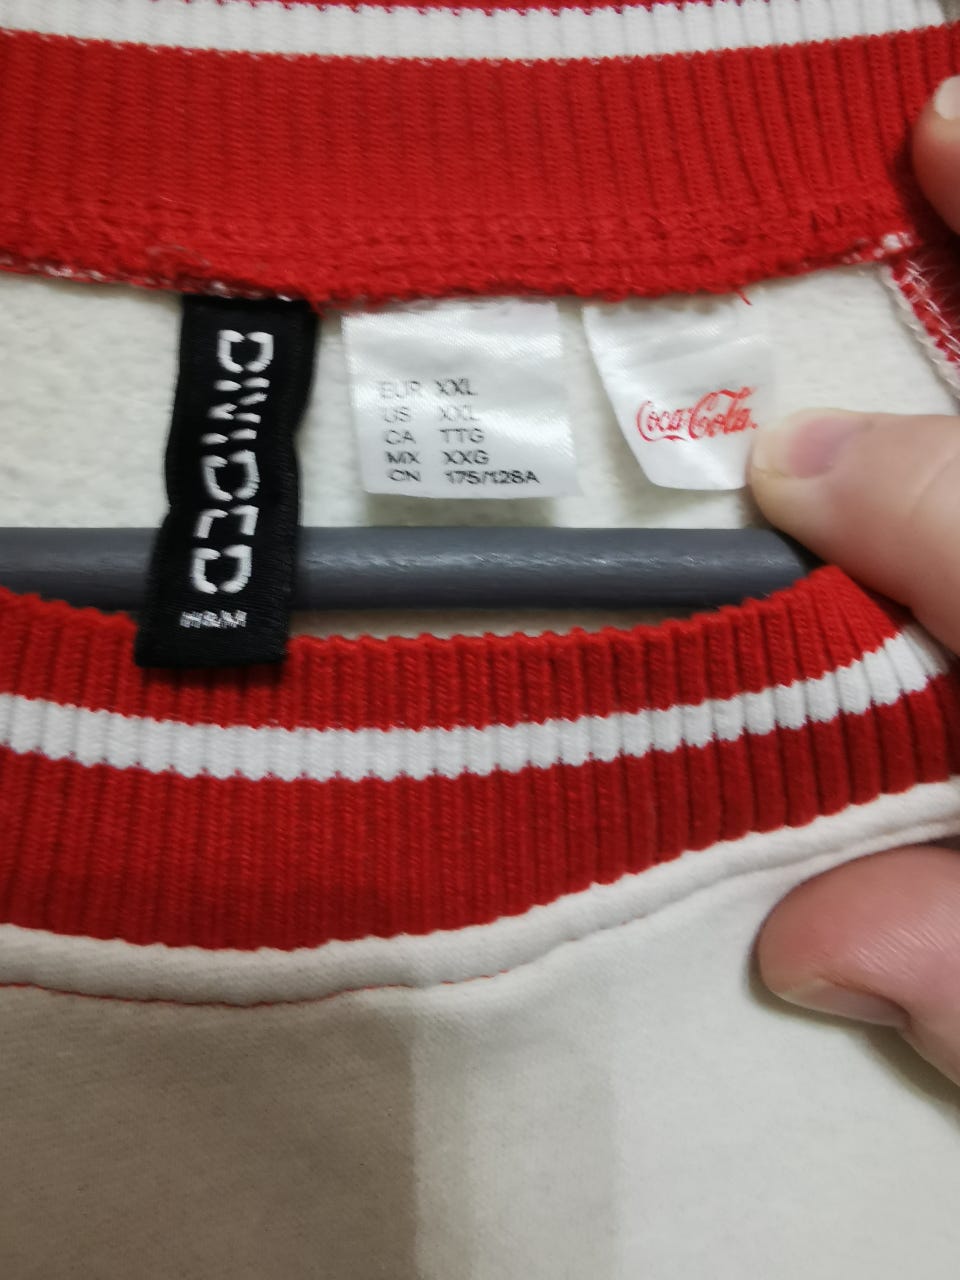 DIVIDED
H&M
EUR XXL
US XXL
CA TTG
MX XXG
CN 175/128A
Coca-Cola.